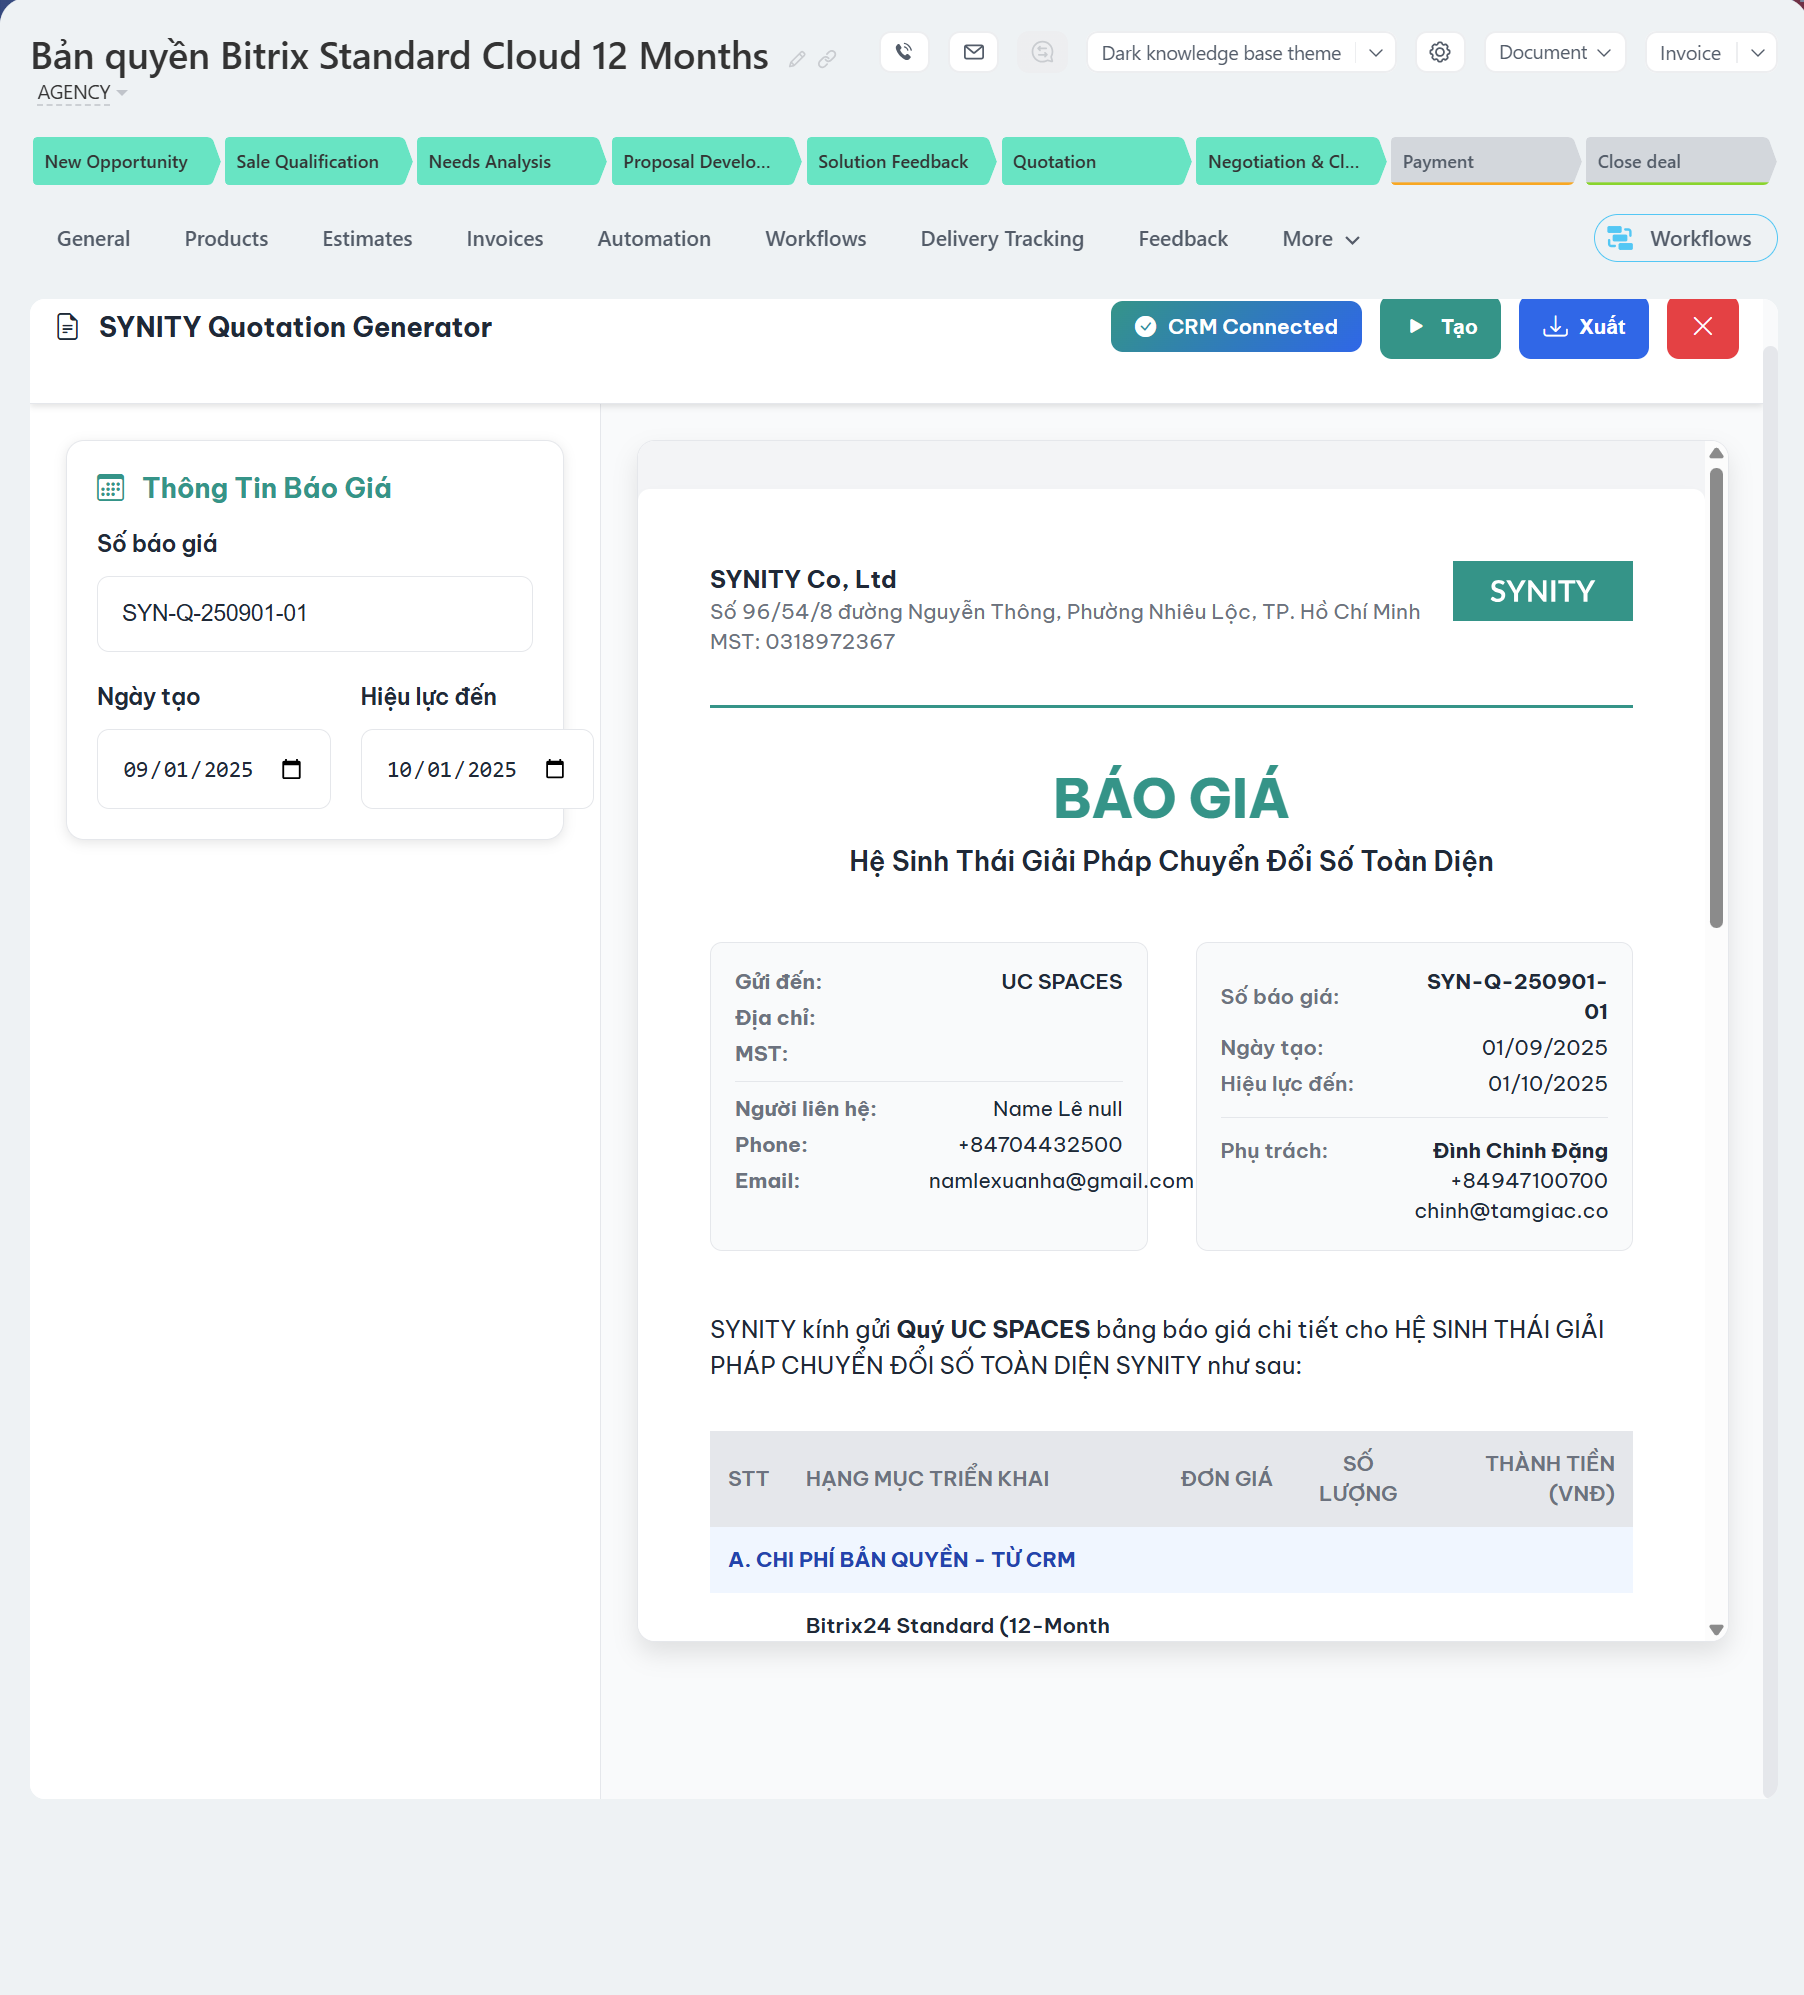 Bản quyền Bitrix Standard Cloud 12 Months
AGENCY
Dark knowledge base theme
Document
Invoice
New Opportunity
Sale Qualification
Needs Analysis
Proposal Develo...
Solution Feedback
Quotation
Negotiation & Cl...
Payment
Close deal
General
Products
Estimates
Invoices
Automation
Workflows
Delivery Tracking
Feedback
More
Workflows
SYNITY Quotation Generator
CRM Connected
Tạo
Xuất
Thông Tin Báo Giá
Số báo giá
SYN-Q-250901-01
Ngày tạo
Hiệu lực đến
09/01/2025
10/01/2025
SYNITY Co, Ltd
Số 96/54/8 đường Nguyễn Thông, Phường Nhiêu Lộc, TP. Hồ Chí Minh
MST: 0318972367
SYNITY
BÁO GIÁ
Hệ Sinh Thái Giải Pháp Chuyển Đổi Số Toàn Diện
Gửi đến: UC SPACES
Địa chỉ:
MST:
Người liên hệ: Name Lê null
Phone: +84704432500
Email: namlexuanha@gmail.com
Số báo giá: SYN-Q-250901-
01
Ngày tạo: 01/09/2025
Hiệu lực đến: 01/10/2025
Phụ trách: Đình Chinh Đặng
+84947100700
chinh@tamgiac.co
SYNITY kính gửi Quý UC SPACES bảng báo giá chi tiết cho HỆ SINH THÁI GIẢI
PHÁP CHUYỂN ĐỔI SỐ TOÀN DIỆN SYNITY như sau:
STT
HẠNG MỤC TRIỂN KHAI
ĐƠN GIÁ
SỐ
LƯỢNG
THÀNH TIỀN
(VNĐ)
A. CHI PHÍ BẢN QUYỀN - TỪ CRM
Bitrix24 Standard (12-Month